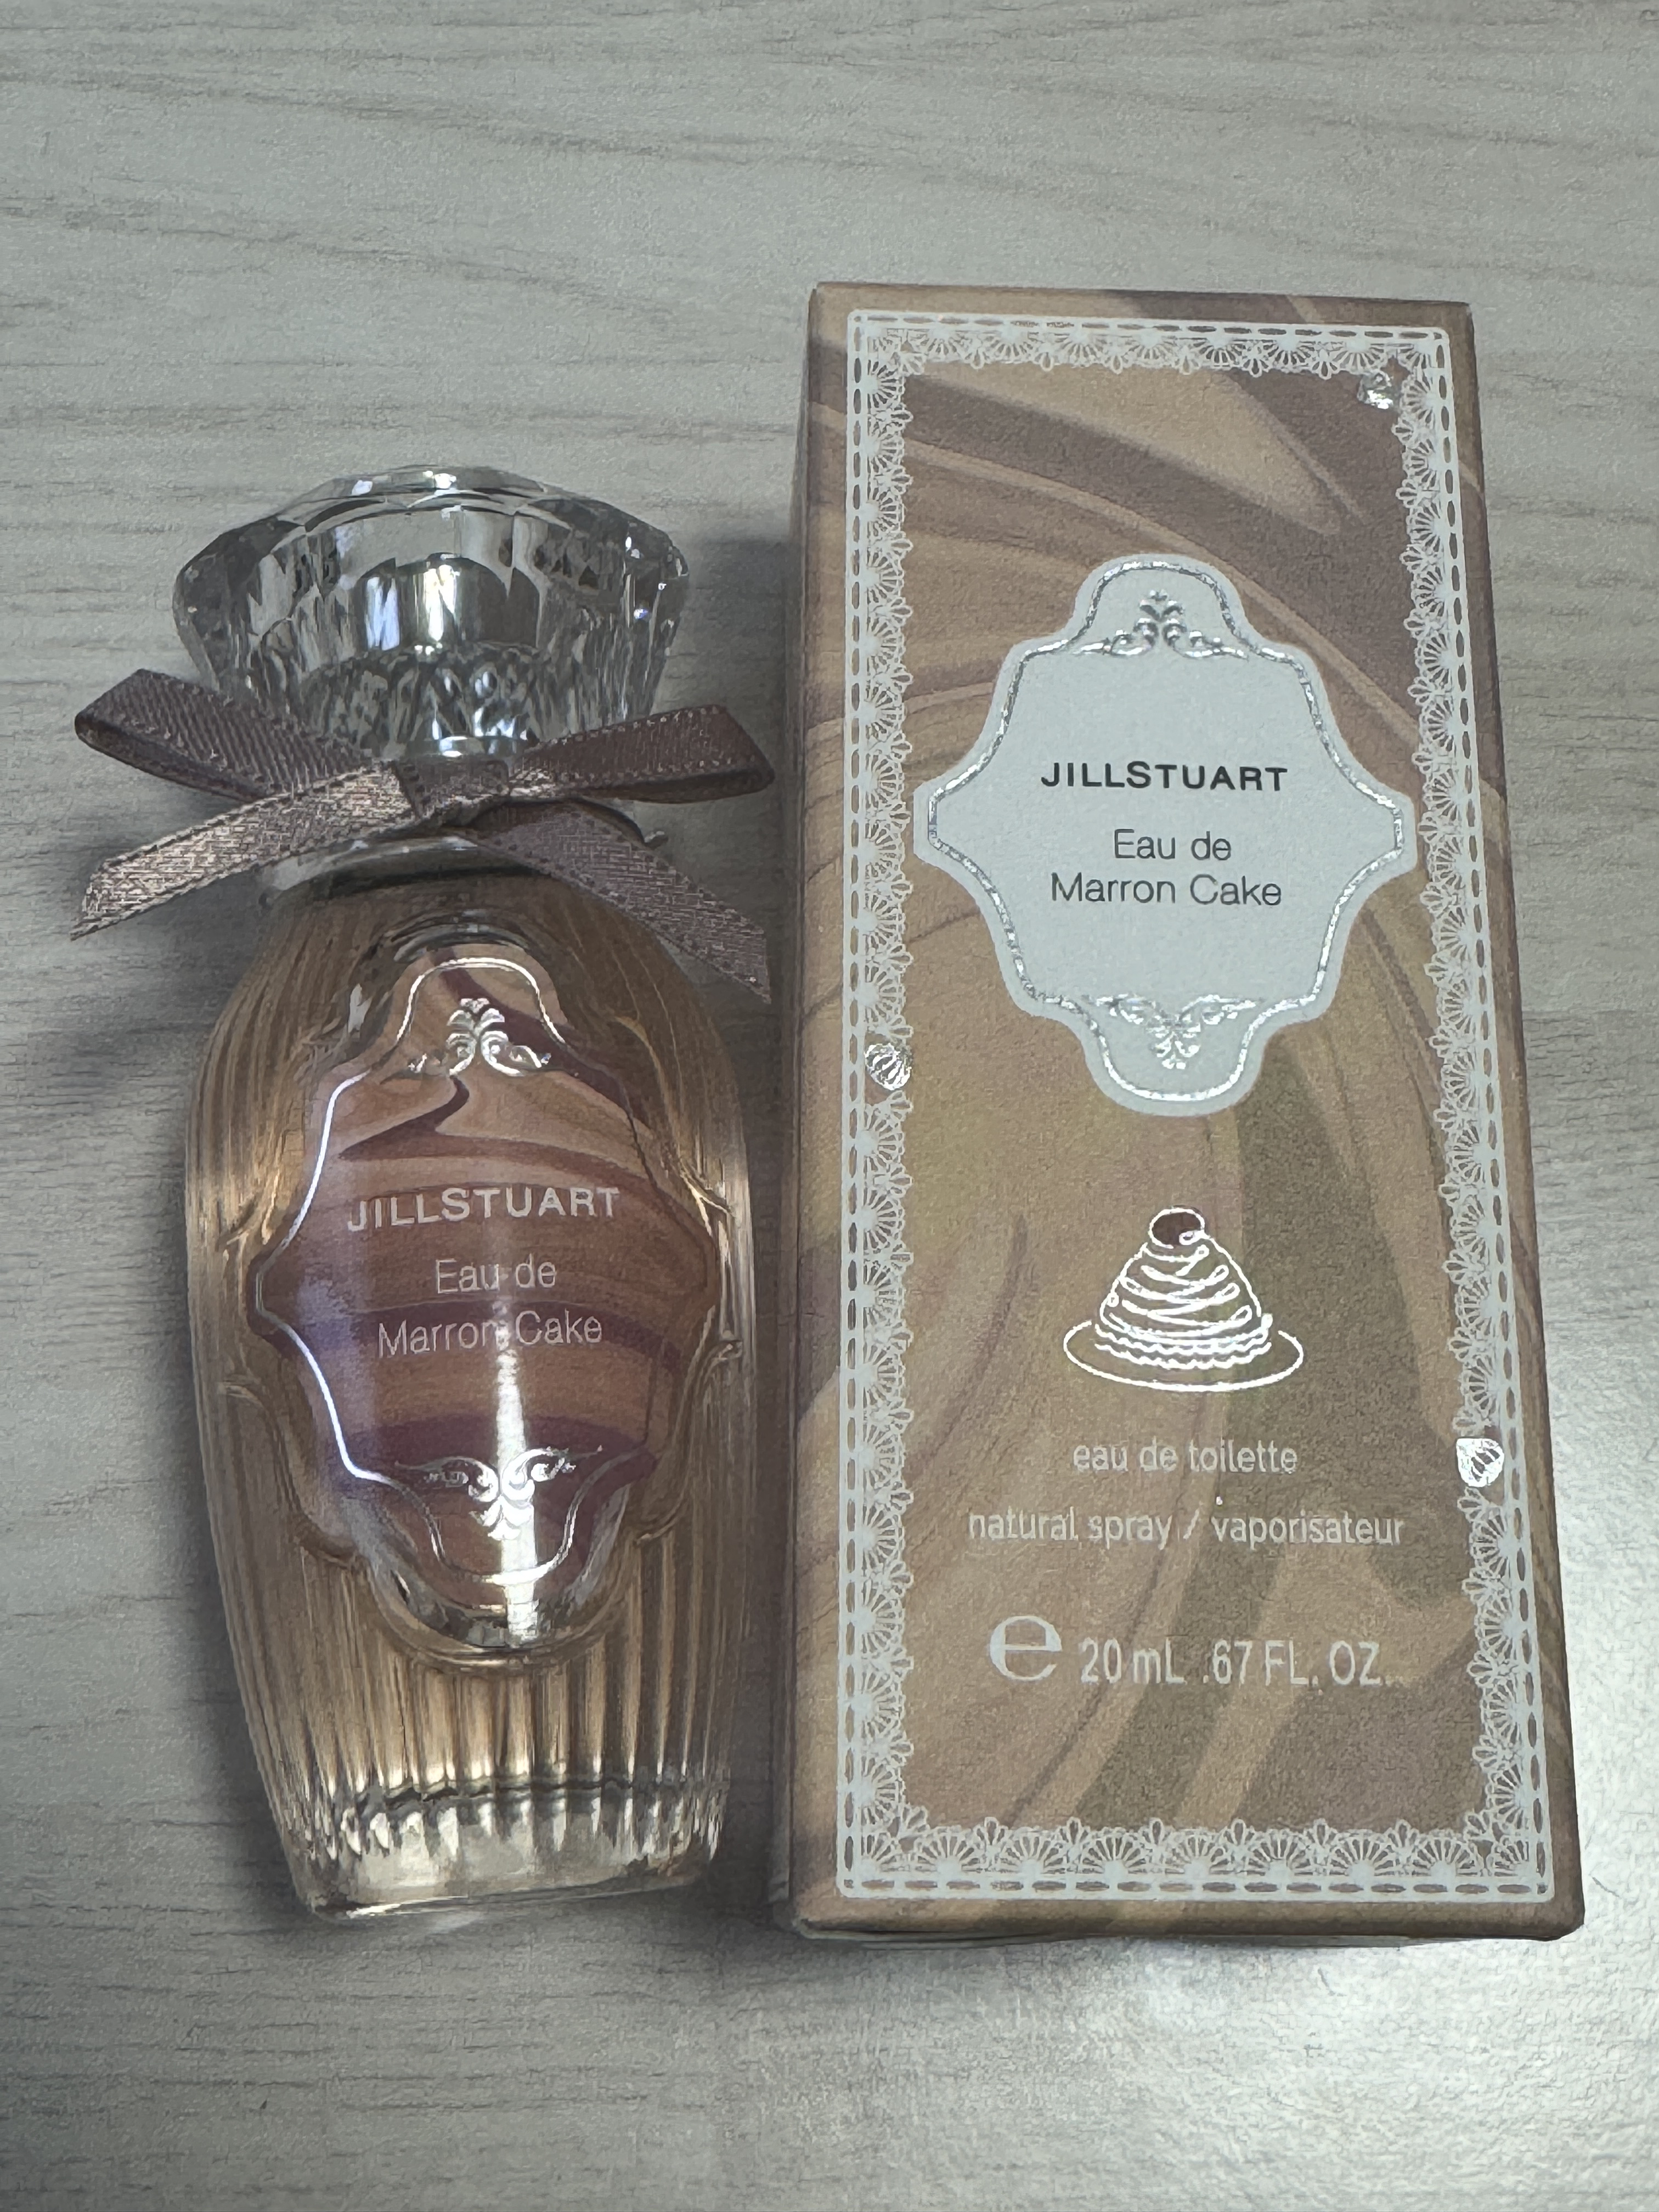 JILLSTUART
Eau de
Marron Cake
JILLSTUART
Eau de
Marron Cake
eau de toilette
natural spray / vaporisateur
e 20 mL .67 FL. OZ.